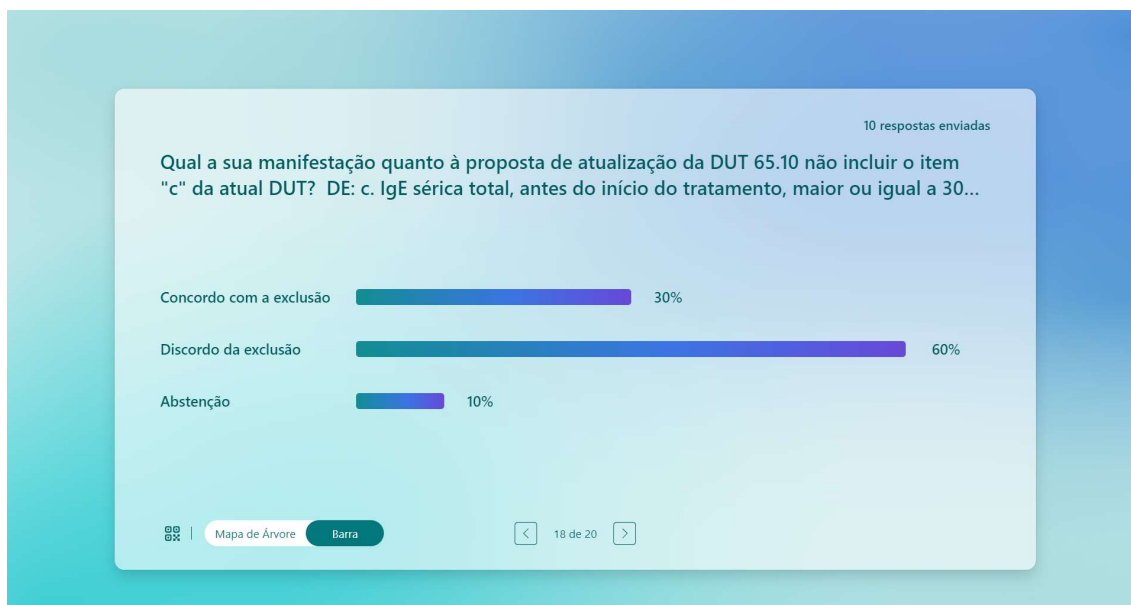 10 respostas enviadas
Qual a sua manifestação quanto à proposta de atualização da DUT 65.10 não incluir o item
"c" da atual DUT?  DE: c. IgE sérica total, antes do início do tratamento, maior ou igual a 30...
Concordo com a exclusão 30%
Discordo da exclusão 60%
Abstenção 10%
Mapa de Árvore Barra 18 de 20